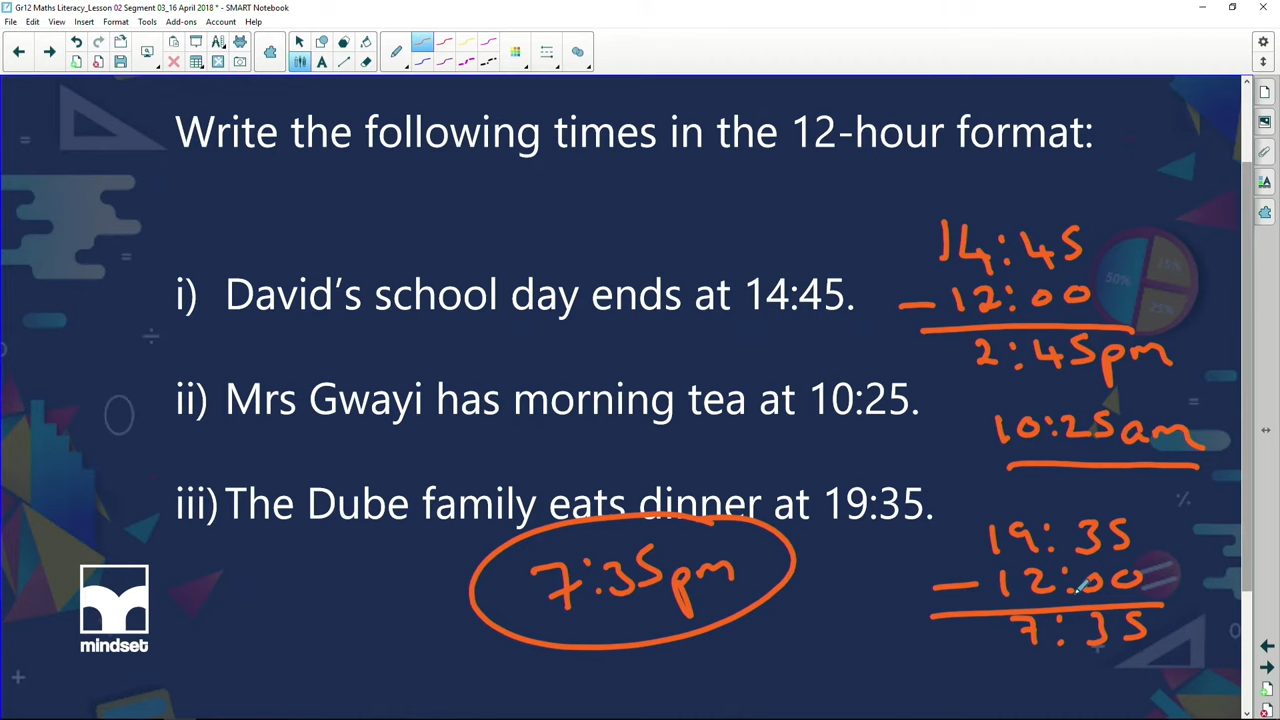 Gr12 Maths Literacy_Lesson 02 Segment 03_16 April 2018 * - SMART Notebook
File Edit View Insert Format Tools Add-ons Account Help
Write the following times in the 12-hour format:
14:45
i) David's school day ends at 14:45.
- 12:00
2:45pm
ii) Mrs Gwayi has morning tea at 10:25.
10:25am
iii) The Dube family eats dinner at 19:35.
7:35pm
19:35
- 12:00
7:35
50%
25%
25%
mindset